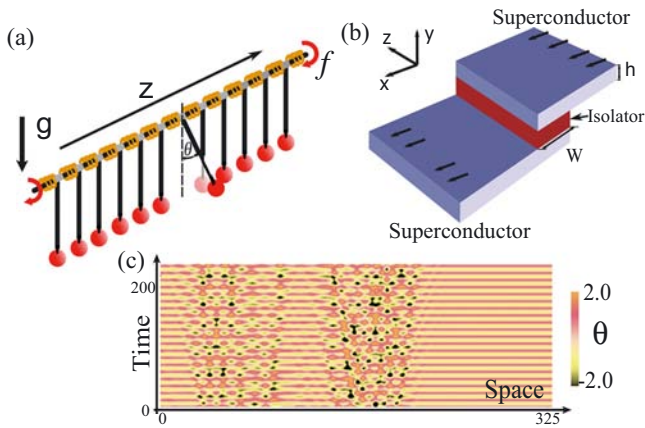 (a)
z
f
g
θ
(b)
Superconductor
y
z
x
h
Isolator
W
Superconductor
(c)
200
Time
0
Space
0
325
2.0
θ
-2.0